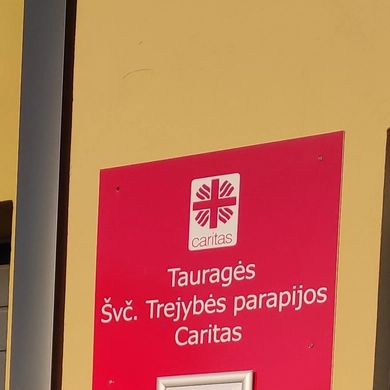 caritas
Tauragės
Švč. Trejybės parapijos
Caritas